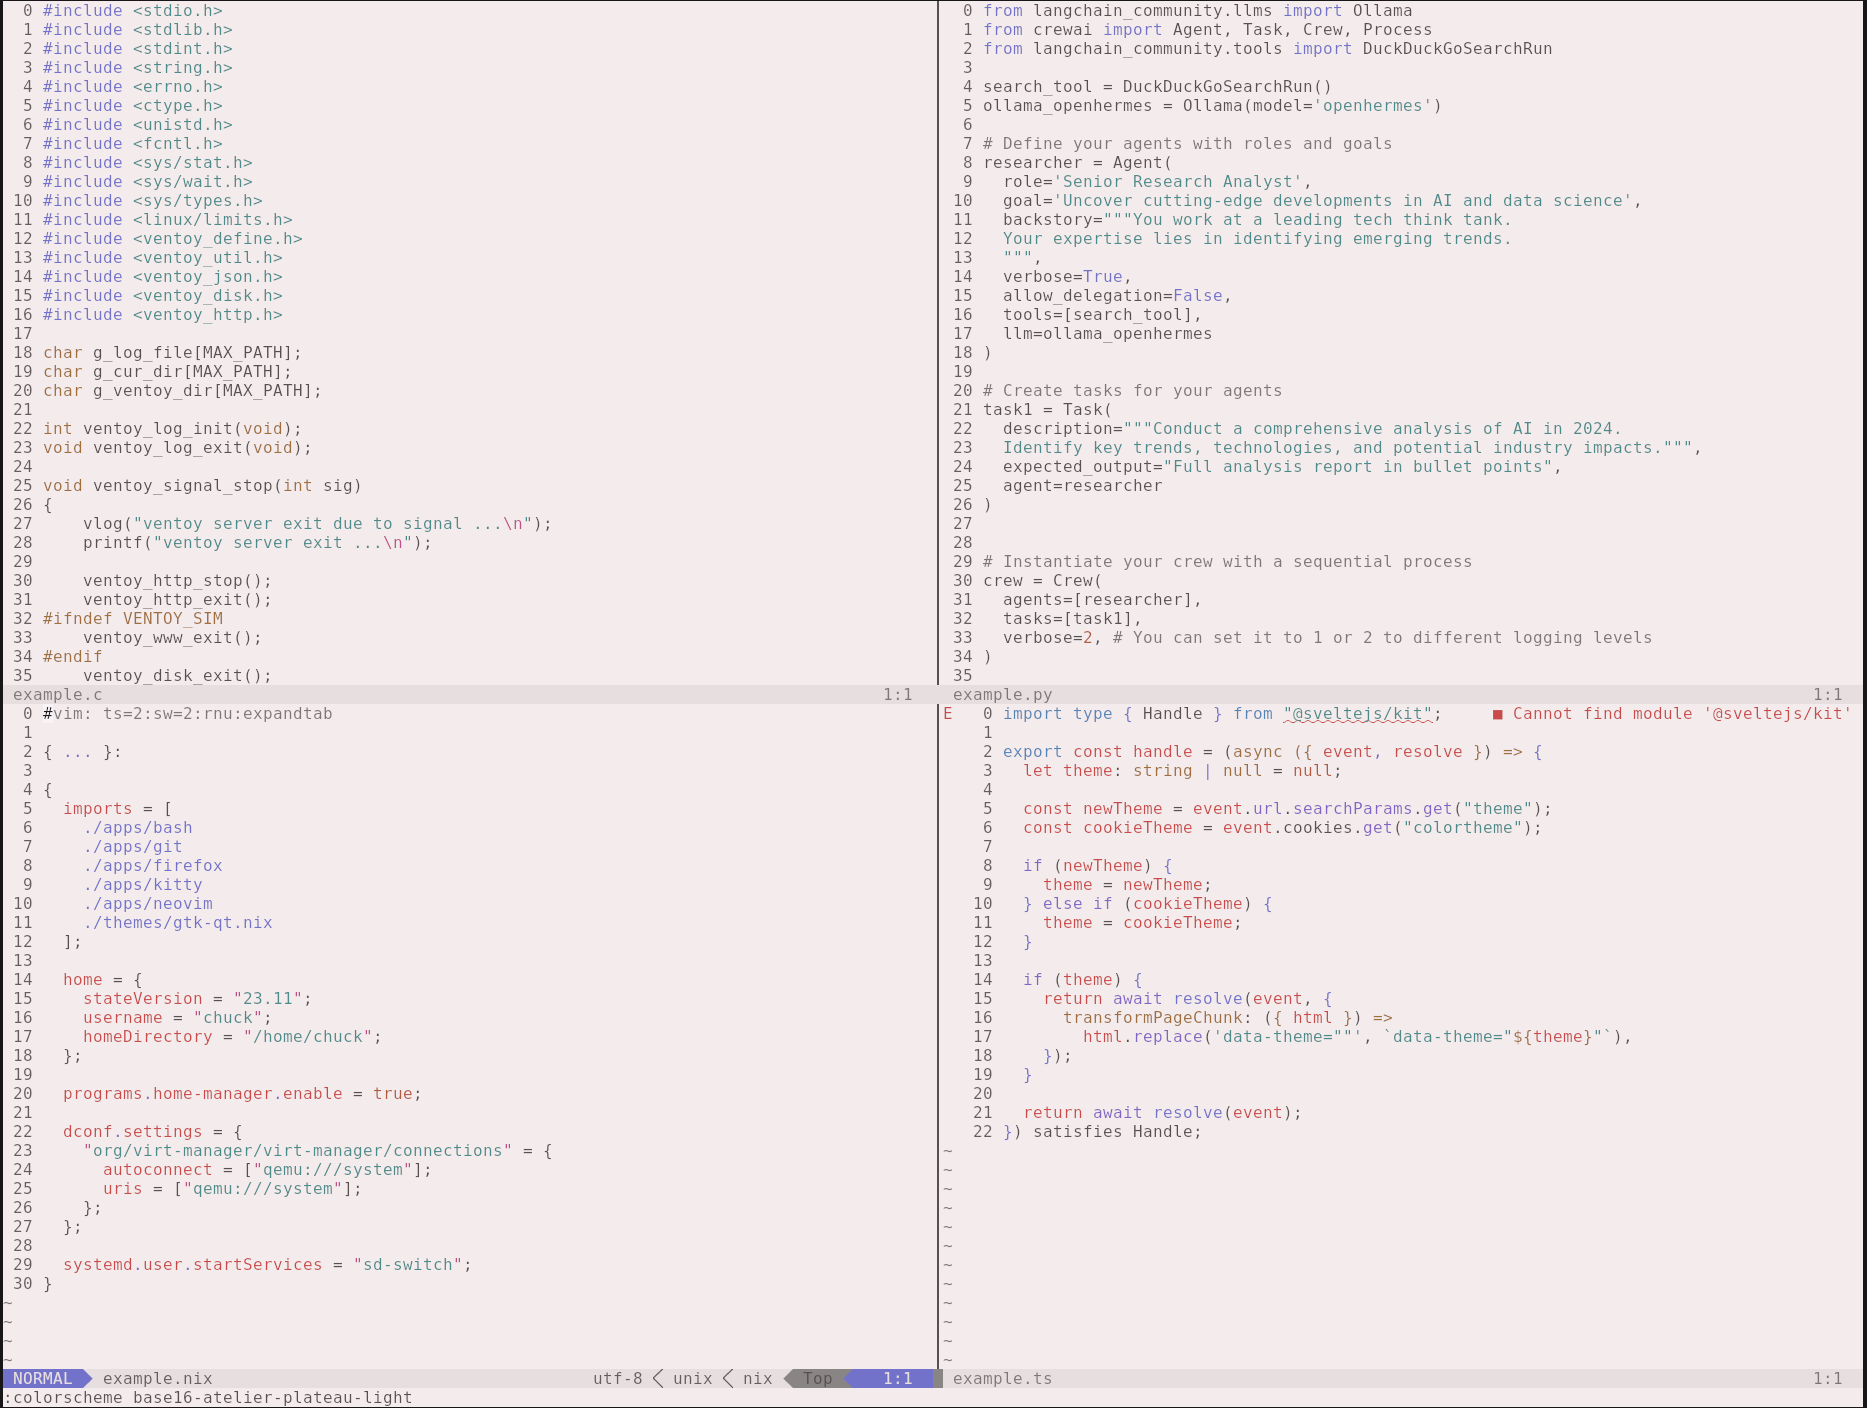 0 #include <stdio.h>
1 #include <stdlib.h>
2 #include <stdint.h>
3 #include <string.h>
4 #include <errno.h>
5 #include <ctype.h>
6 #include <unistd.h>
7 #include <fcntl.h>
8 #include <sys/stat.h>
9 #include <sys/wait.h>
10 #include <sys/types.h>
11 #include <linux/limits.h>
12 #include <ventoy_define.h>
13 #include <ventoy_util.h>
14 #include <ventoy_json.h>
15 #include <ventoy_disk.h>
16 #include <ventoy_http.h>
17
18 char g_log_file[MAX_PATH];
19 char g_cur_dir[MAX_PATH];
20 char g_ventoy_dir[MAX_PATH];
21
22 int ventoy_log_init(void);
23 void ventoy_log_exit(void);
24
25 void ventoy_signal_stop(int sig)
26 {
27     vlog("ventoy server exit due to signal ...\n");
28     printf("ventoy server exit ...\n");
29
30     ventoy_http_stop();
31     ventoy_http_exit();
32 #ifndef VENTOY_SIM
33     ventoy_www_exit();
34 #endif
35     ventoy_disk_exit();
example.c 1:1
0 from langchain_community.llms import Ollama
1 from crewai import Agent, Task, Crew, Process
2 from langchain_community.tools import DuckDuckGoSearchRun
3
4 search_tool = DuckDuckGoSearchRun()
5 ollama_openhermes = Ollama(model='openhermes')
6
7 # Define your agents with roles and goals
8 researcher = Agent(
9   role='Senior Research Analyst',
10   goal='Uncover cutting-edge developments in AI and data science',
11   backstory="""You work at a leading tech think tank.
12   Your expertise lies in identifying emerging trends.
13   """,
14   verbose=True,
15   allow_delegation=False,
16   tools=[search_tool],
17   llm=ollama_openhermes
18 )
19
20 # Create tasks for your agents
21 task1 = Task(
22   description="""Conduct a comprehensive analysis of AI in 2024.
23   Identify key trends, technologies, and potential industry impacts.""",
24   expected_output="Full analysis report in bullet points",
25   agent=researcher
26 )
27
28
29 # Instantiate your crew with a sequential process
30 crew = Crew(
31   agents=[researcher],
32   tasks=[task1],
33   verbose=2, # You can set it to 1 or 2 to different logging levels
34 )
35
example.py 1:1
0 #vim: ts=2:sw=2:rnu:expandtab
1
2 { ... }:
3
4 {
5   imports = [
6     ./apps/bash
7     ./apps/git
8     ./apps/firefox
9     ./apps/kitty
10     ./apps/neovim
11     ./themes/gtk-qt.nix
12   ];
13
14   home = {
15     stateVersion = "23.11";
16     username = "chuck";
17     homeDirectory = "/home/chuck";
18   };
19
20   programs.home-manager.enable = true;
21
22   dconf.settings = {
23     "org/virt-manager/virt-manager/connections" = {
24       autoconnect = ["qemu:///system"];
25       uris = ["qemu:///system"];
26     };
27   };
28
29   systemd.user.startServices = "sd-switch";
30 }
~
~
~
~
NORMAL example.nix utf-8 unix nix Top 1:1
E 0 import type { Handle } from "@sveltejs/kit"; ■ Cannot find module '@sveltejs/kit'
1
2 export const handle = (async ({ event, resolve }) => {
3   let theme: string | null = null;
4
5   const newTheme = event.url.searchParams.get("theme");
6   const cookieTheme = event.cookies.get("colortheme");
7
8   if (newTheme) {
9     theme = newTheme;
10   } else if (cookieTheme) {
11     theme = cookieTheme;
12   }
13
14   if (theme) {
15     return await resolve(event, {
16       transformPageChunk: ({ html }) =>
17         html.replace('data-theme=""', `data-theme="${theme}"`),
18     });
19   }
20
21   return await resolve(event);
22 }) satisfies Handle;
~
~
~
~
~
~
~
~
~
~
~
~
example.ts 1:1
:colorscheme base16-atelier-plateau-light